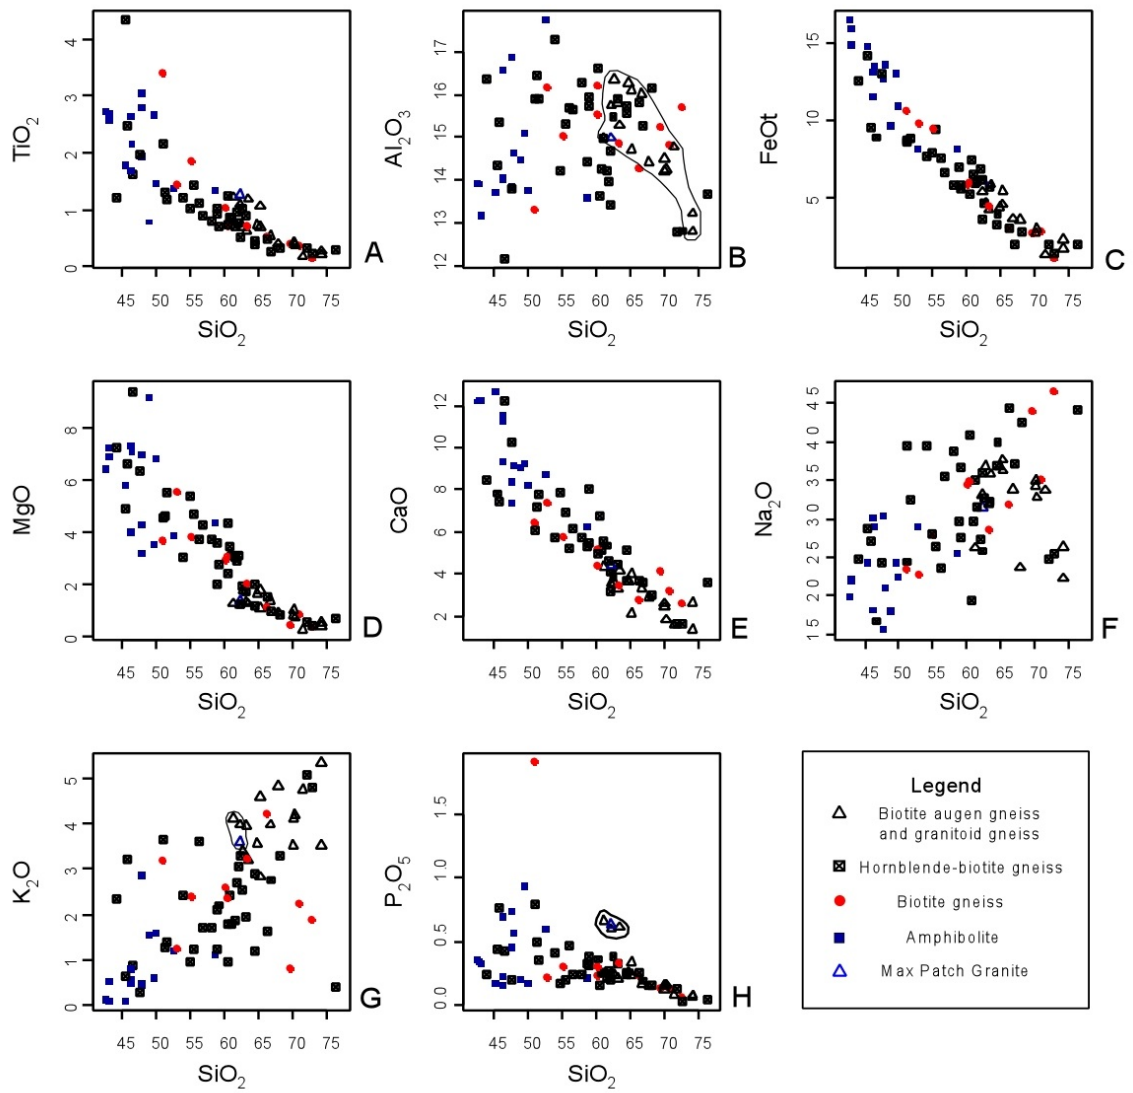 TiO₂
0 1 2 3 4
45 50 55 60 65 70 75
SiO₂
A
Al₂O₃
12 13 14 15 16 17
45 50 55 60 65 70 75
SiO₂
B
FeOt
5 10 15
45 50 55 60 65 70 75
SiO₂
C
MgO
0 2 4 6 8
45 50 55 60 65 70 75
SiO₂
D
CaO
2 4 6 8 10 12
45 50 55 60 65 70 75
SiO₂
E
Na₂O
1 5 2 0 2 5 3 0 3 5 4 0 4 5
45 50 55 60 65 70 75
SiO₂
F
K₂O
0 1 2 3 4 5
45 50 55 60 65 70 75
SiO₂
G
P₂O₅
0.0 0.5 1.0 1.5
45 50 55 60 65 70 75
SiO₂
H
Legend
Biotite augen gneiss
and granitoid gneiss
Hornblende-biotite gneiss
Biotite gneiss
Amphibolite
Max Patch Granite